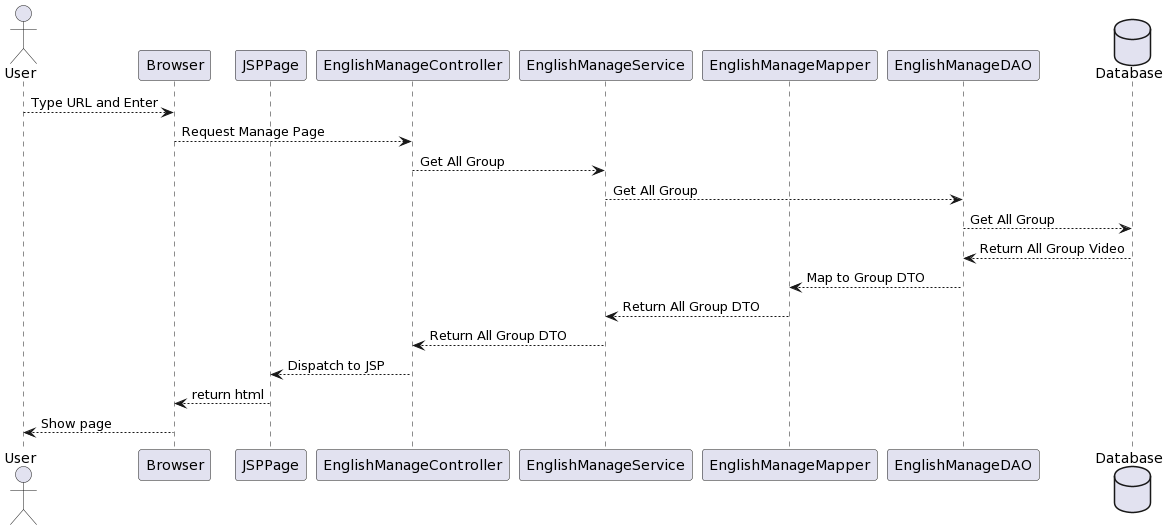 User
Browser
JSPPage
EnglishManageController
EnglishManageService
EnglishManageMapper
EnglishManageDAO
Database
Type URL and Enter
Request Manage Page
Get All Group
Get All Group
Get All Group
Return All Group Video
Map to Group DTO
Return All Group DTO
Return All Group DTO
Dispatch to JSP
return html
Show page
User
Browser
JSPPage
EnglishManageController
EnglishManageService
EnglishManageMapper
EnglishManageDAO
Database